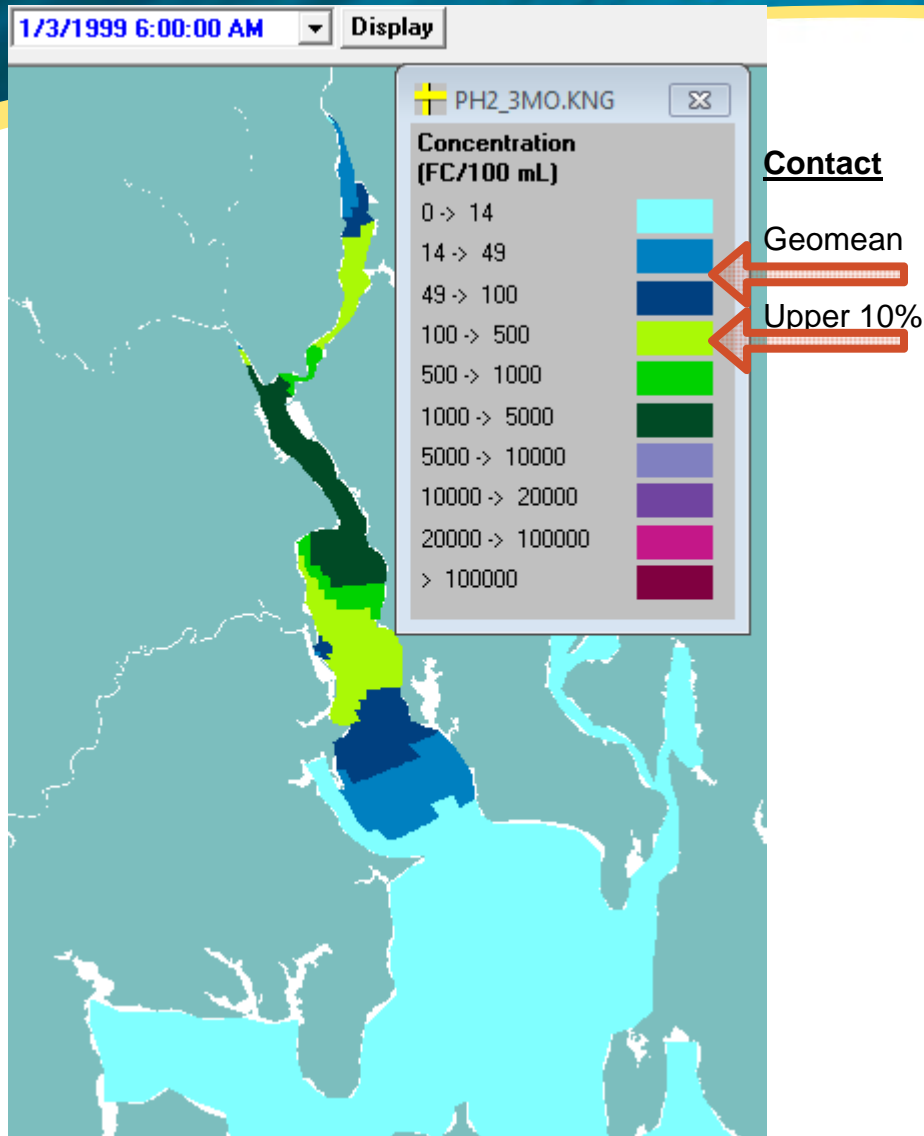 1/3/1999 6:00:00 AM Display
PH2_3MO.KNG
Concentration
(FC/100 mL)
0 -> 14
14 -> 49
49 -> 100
100 -> 500
500 -> 1000
1000 -> 5000
5000 -> 10000
10000 -> 20000
20000 -> 100000
> 100000
Contact
Geomean
Upper 10%